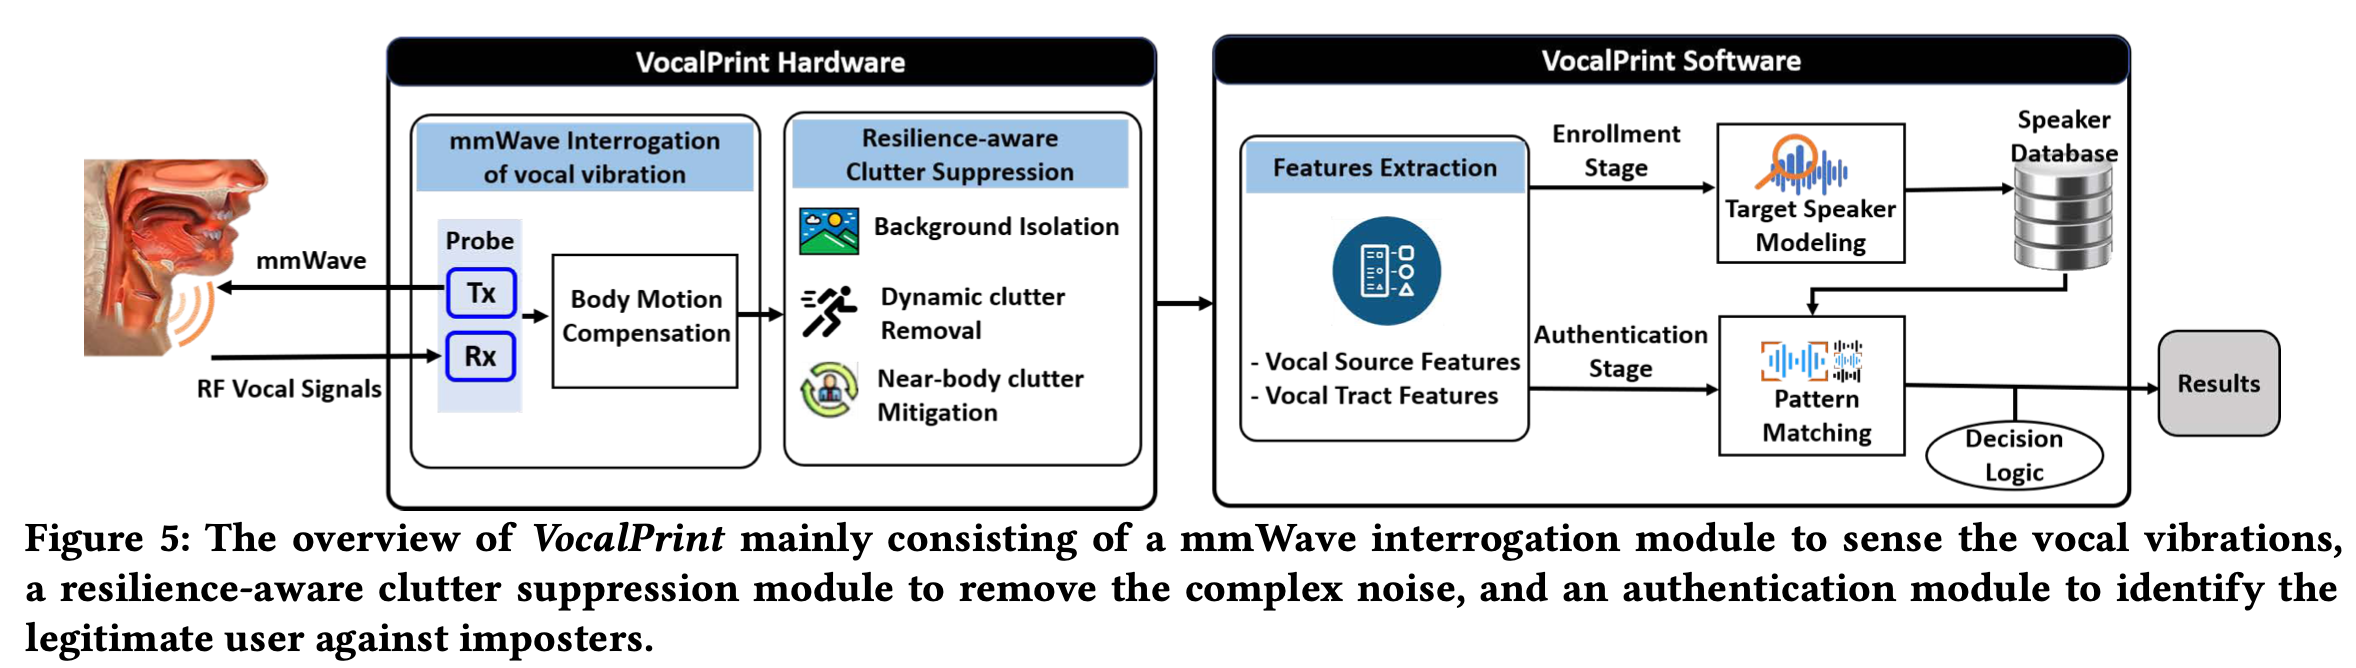 VocalPrint Hardware
mmWave Interrogation
of vocal vibration
Probe
Tx
Rx
mmWave
RF Vocal Signals
Body Motion
Compensation
Resilience-aware
Clutter Suppression
Background Isolation
Dynamic clutter
Removal
Near-body clutter
Mitigation
VocalPrint Software
Features Extraction
- Vocal Source Features
- Vocal Tract Features
Enrollment
Stage
Target Speaker
Modeling
Speaker
Database
Authentication
Stage
Pattern
Matching
Decision
Logic
Results
Figure 5: The overview of VocalPrint mainly consisting of a mmWave interrogation module to sense the vocal vibrations,
a resilience-aware clutter suppression module to remove the complex noise, and an authentication module to identify the
legitimate user against imposters.